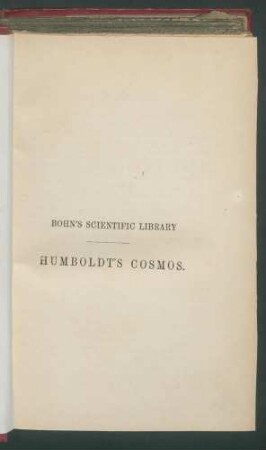 BOHN'S SCIENTIFIC LIBRARY
HUMBOLDT'S COSMOS.